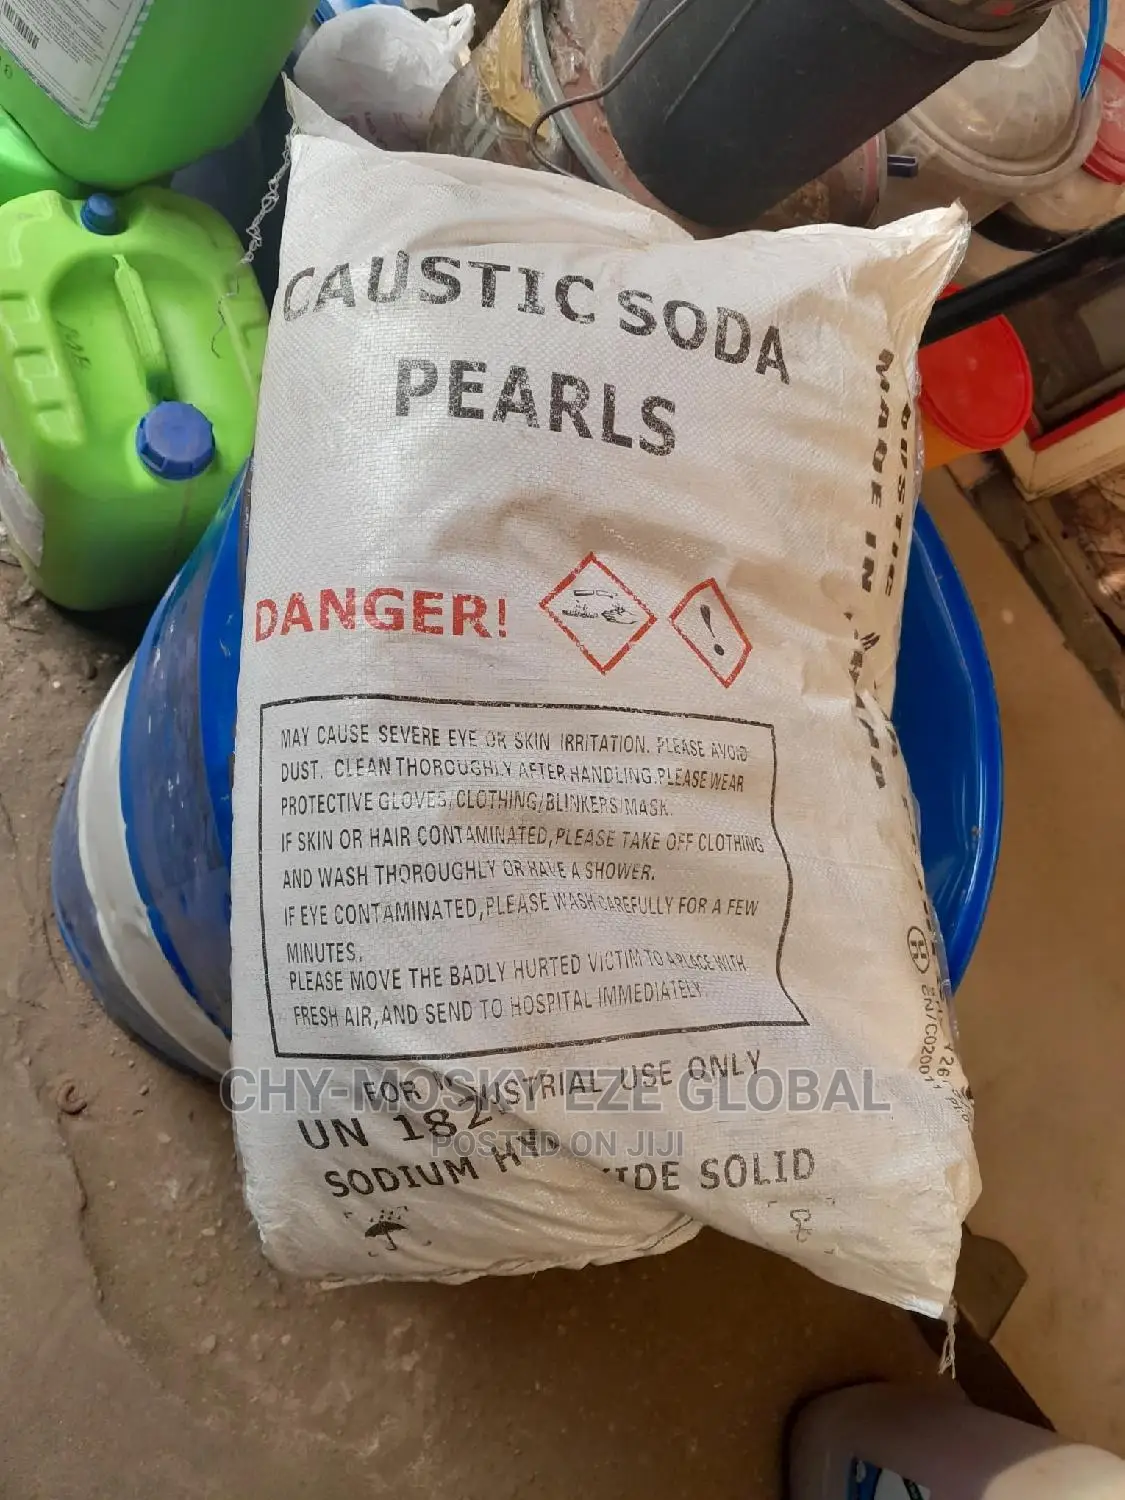 CAUSTIC SODA
PEARLS
DANGER!
MAY CAUSE SEVERE EYE OR SKIN IRRITATION. PLEASE AVOID
DUST. CLEAN THOROUGHLY AFTER HANDLING.PLEASE WEAR
PROTECTIVE GLOVES/CLOTHING/BLINKERS/MASK.
IF SKIN OR HAIR CONTAMINATED,PLEASE TAKE OFF CLOTHING
AND WASH THOROUGHLY OR HAVE A SHOWER.
IF EYE CONTAMINATED,PLEASE WASH CAREFULLY FOR A FEW
MINUTES.
PLEASE MOVE THE BADLY HURTED VICTIM TO A PLACE WITH
FRESH AIR,AND SEND TO HOSPITAL IMMEDIATELY.
FOR USE ONLY
UN
SODIUM SOLID
MADE IN
CHY-MOSKY EZE GLOBAL
POSTED ON JIJI